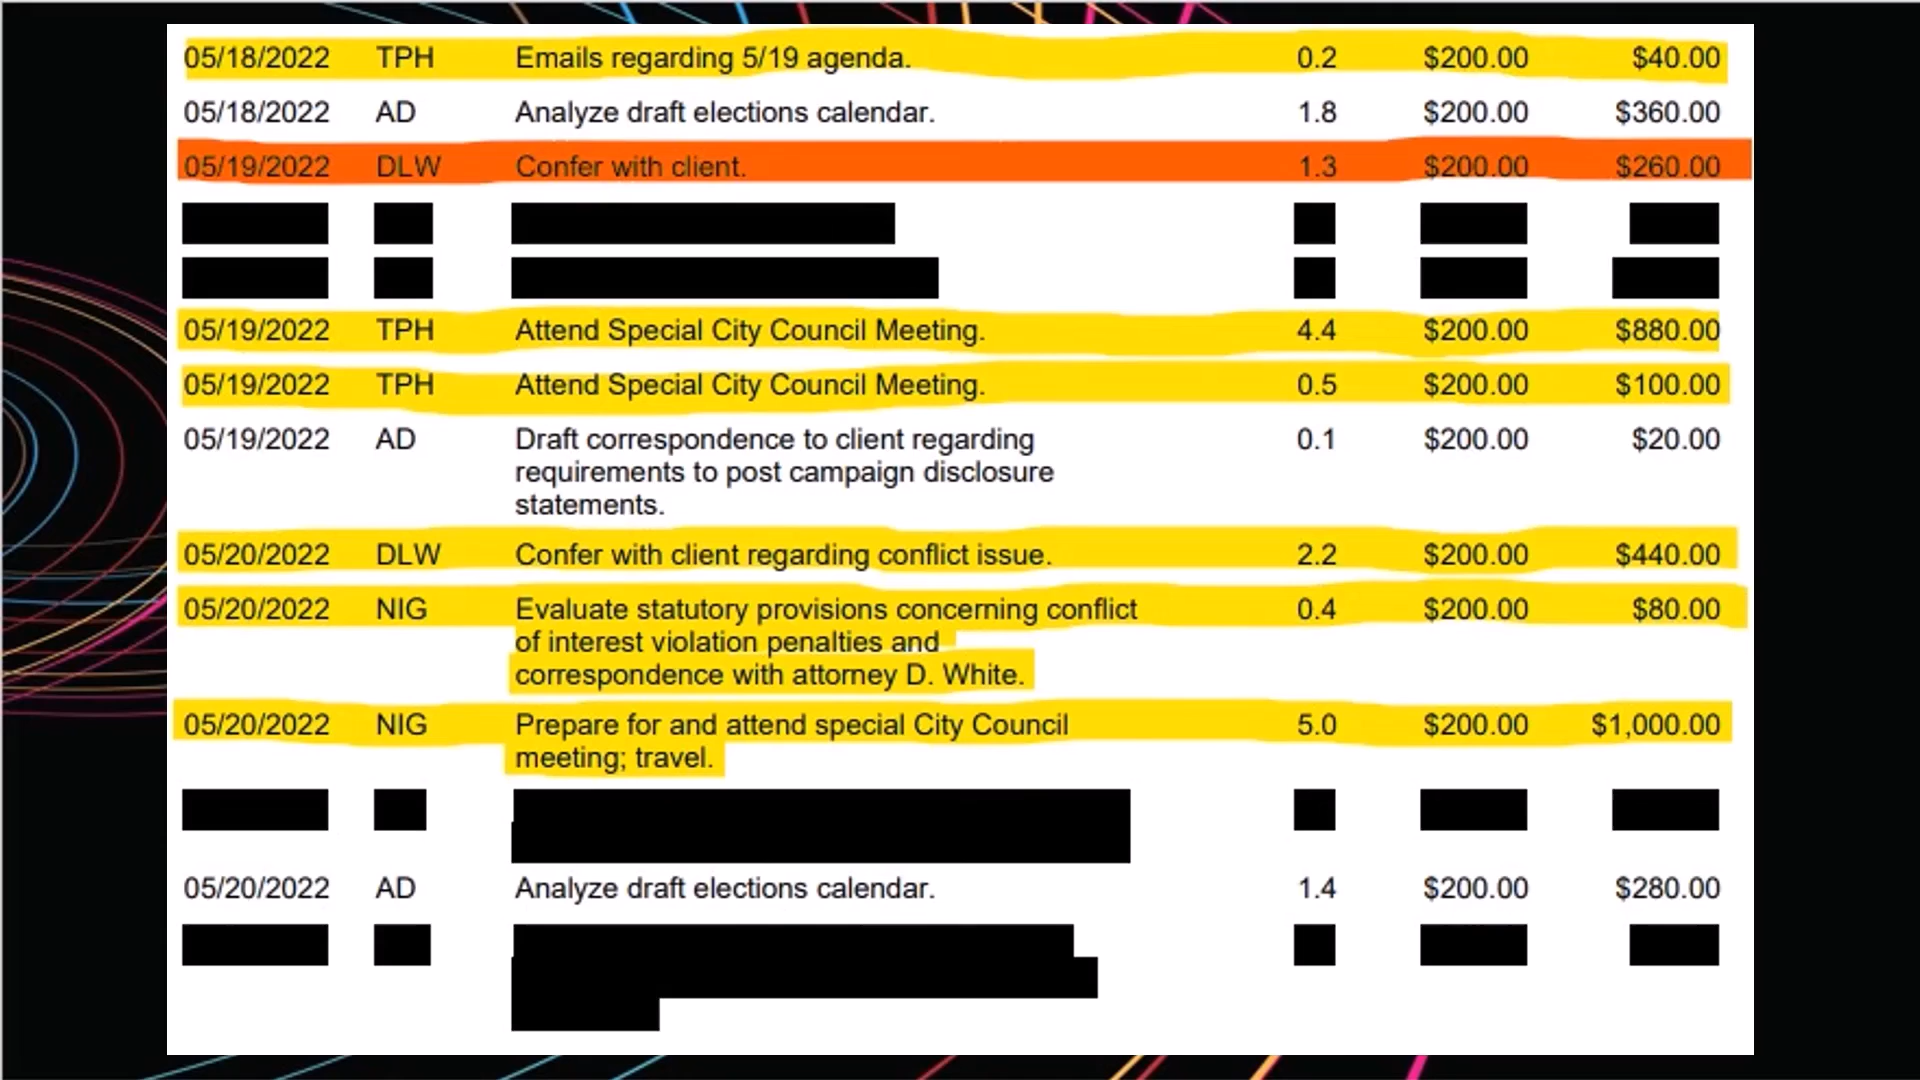 05/18/2022 TPH Emails regarding 5/19 agenda. 0.2 $200.00 $40.00
05/18/2022 AD Analyze draft elections calendar. 1.8 $200.00 $360.00
05/19/2022 DLW Confer with client. 1.3 $200.00 $260.00
05/19/2022 TPH Attend Special City Council Meeting. 4.4 $200.00 $880.00
05/19/2022 TPH Attend Special City Council Meeting. 0.5 $200.00 $100.00
05/19/2022 AD Draft correspondence to client regarding 0.1 $200.00 $20.00
requirements to post campaign disclosure
statements.
05/20/2022 DLW Confer with client regarding conflict issue. 2.2 $200.00 $440.00
05/20/2022 NIG Evaluate statutory provisions concerning conflict 0.4 $200.00 $80.00
of interest violation penalties and
correspondence with attorney D. White.
05/20/2022 NIG Prepare for and attend special City Council 5.0 $200.00 $1,000.00
meeting; travel.
05/20/2022 AD Analyze draft elections calendar. 1.4 $200.00 $280.00